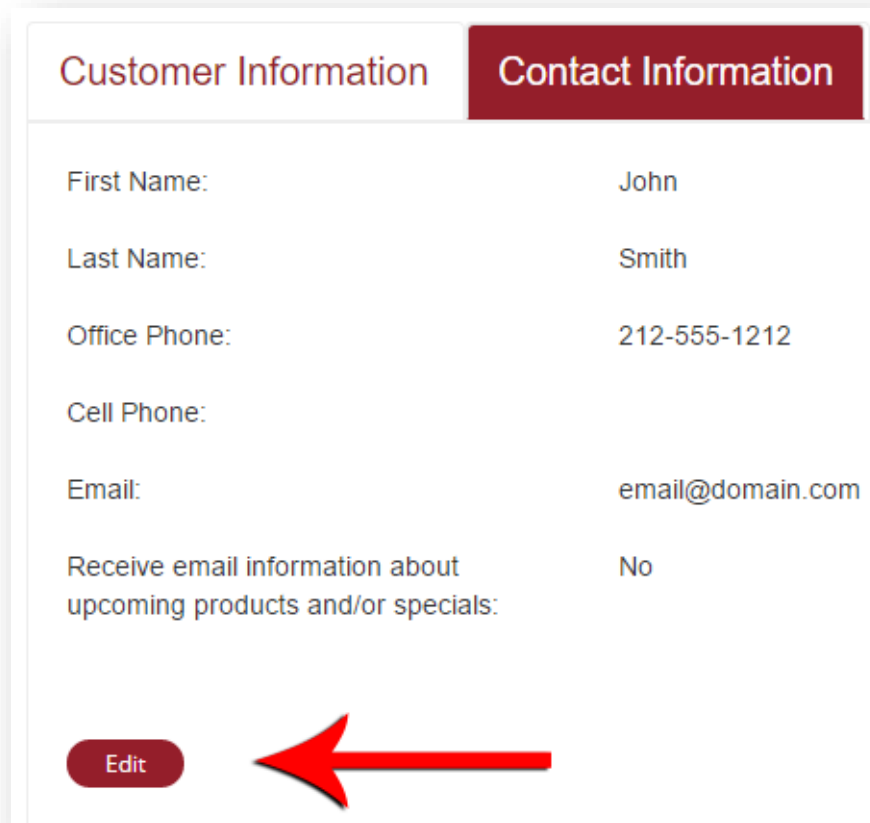 Customer Information Contact Information
First Name: John
Last Name: Smith
Office Phone: 212-555-1212
Cell Phone:
Email: email@domain.com
Receive email information about No
upcoming products and/or specials:
Edit